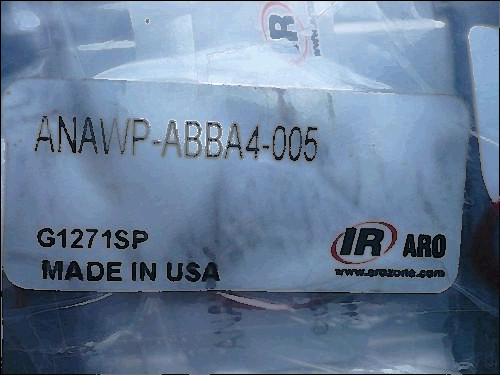 ANAWP-ABBA4-005
G1271SP
MADE IN USA
IR ARO
www.arozone.com